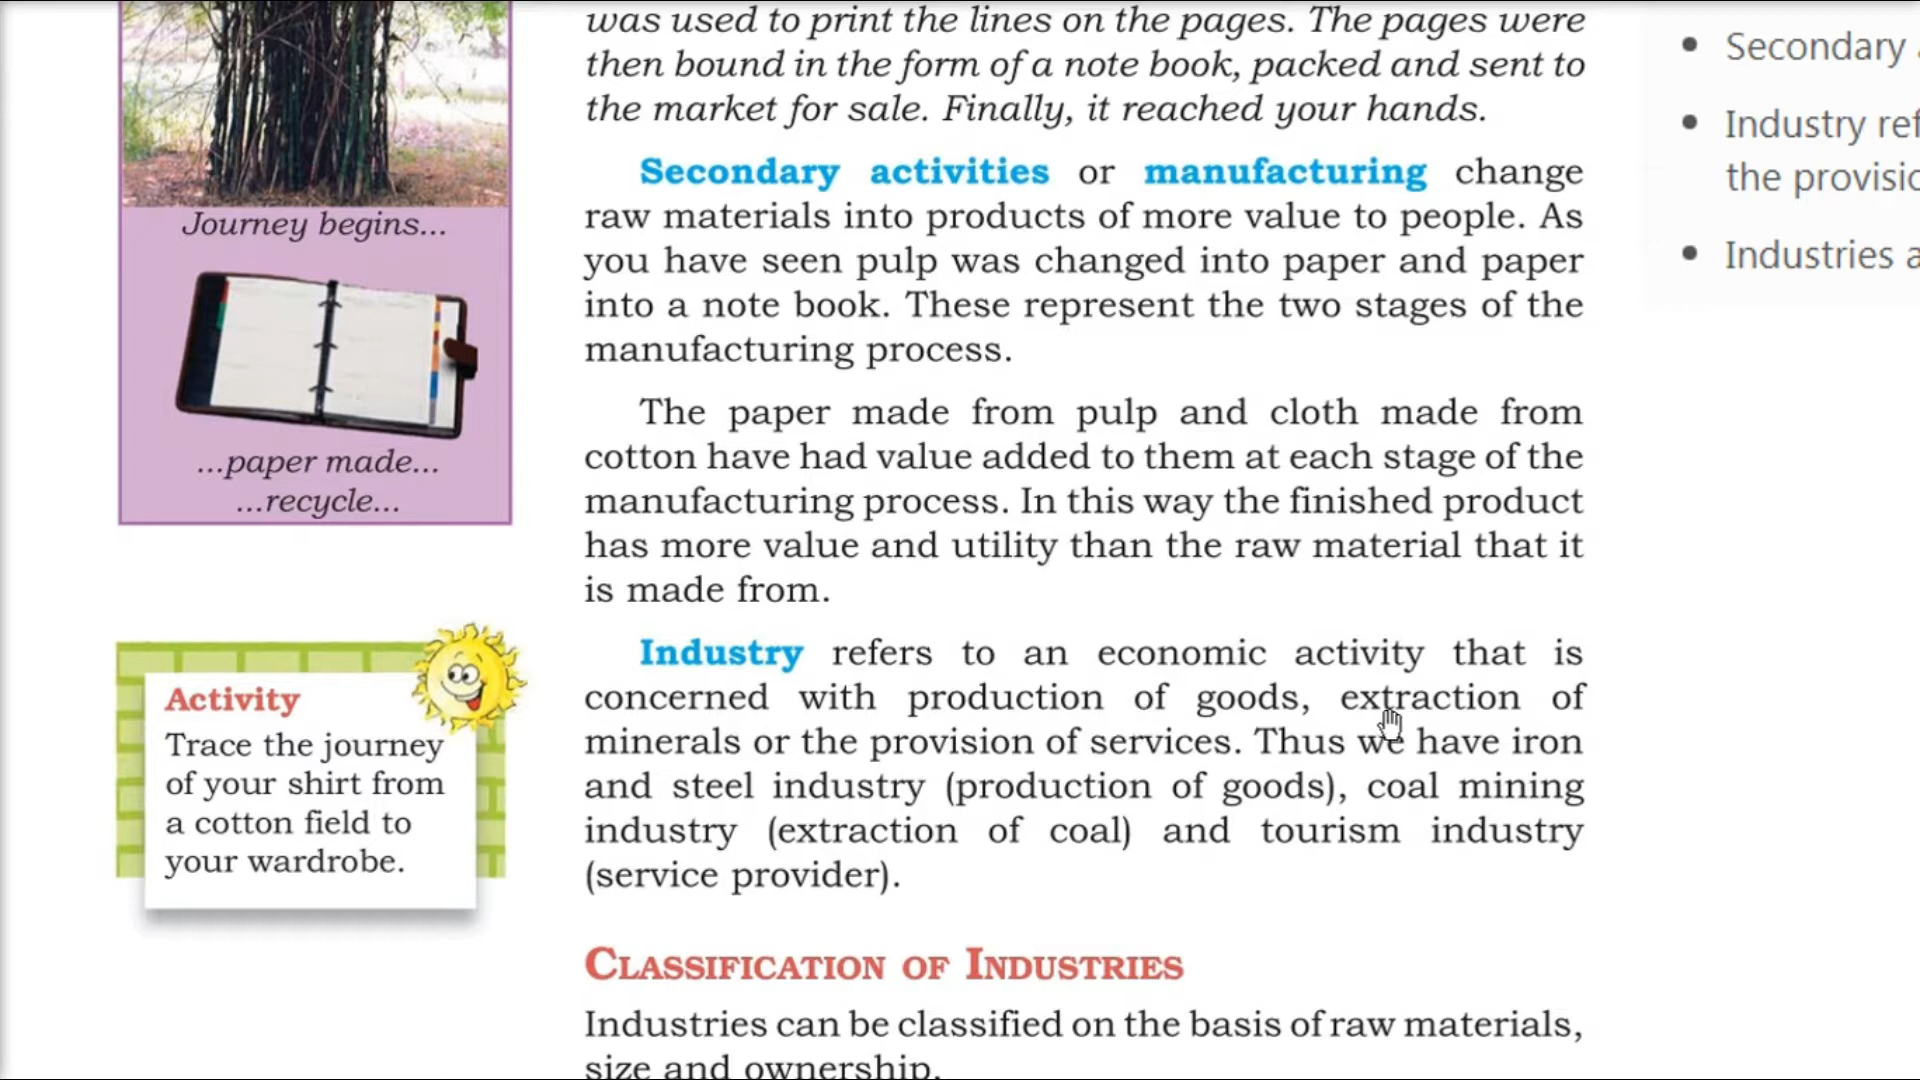 was used to print the lines on the pages. The pages were
then bound in the form of a note book, packed and sent to
the market for sale. Finally, it reached your hands.
Secondary activities or manufacturing change
raw materials into products of more value to people. As
you have seen pulp was changed into paper and paper
into a note book. These represent the two stages of the
manufacturing process.
The paper made from pulp and cloth made from
cotton have had value added to them at each stage of the
manufacturing process. In this way the finished product
has more value and utility than the raw material that it
is made from.
Industry refers to an economic activity that is
concerned with production of goods, extraction of
minerals or the provision of services. Thus we have iron
and steel industry (production of goods), coal mining
industry (extraction of coal) and tourism industry
(service provider).
CLASSIFICATION OF INDUSTRIES
Industries can be classified on the basis of raw materials,
size and ownership.
Journey begins...
...paper made...
...recycle...
Activity
Trace the journey
of your shirt from
a cotton field to
your wardrobe.
• Secondary
• Industry ref
the provisi
• Industries a